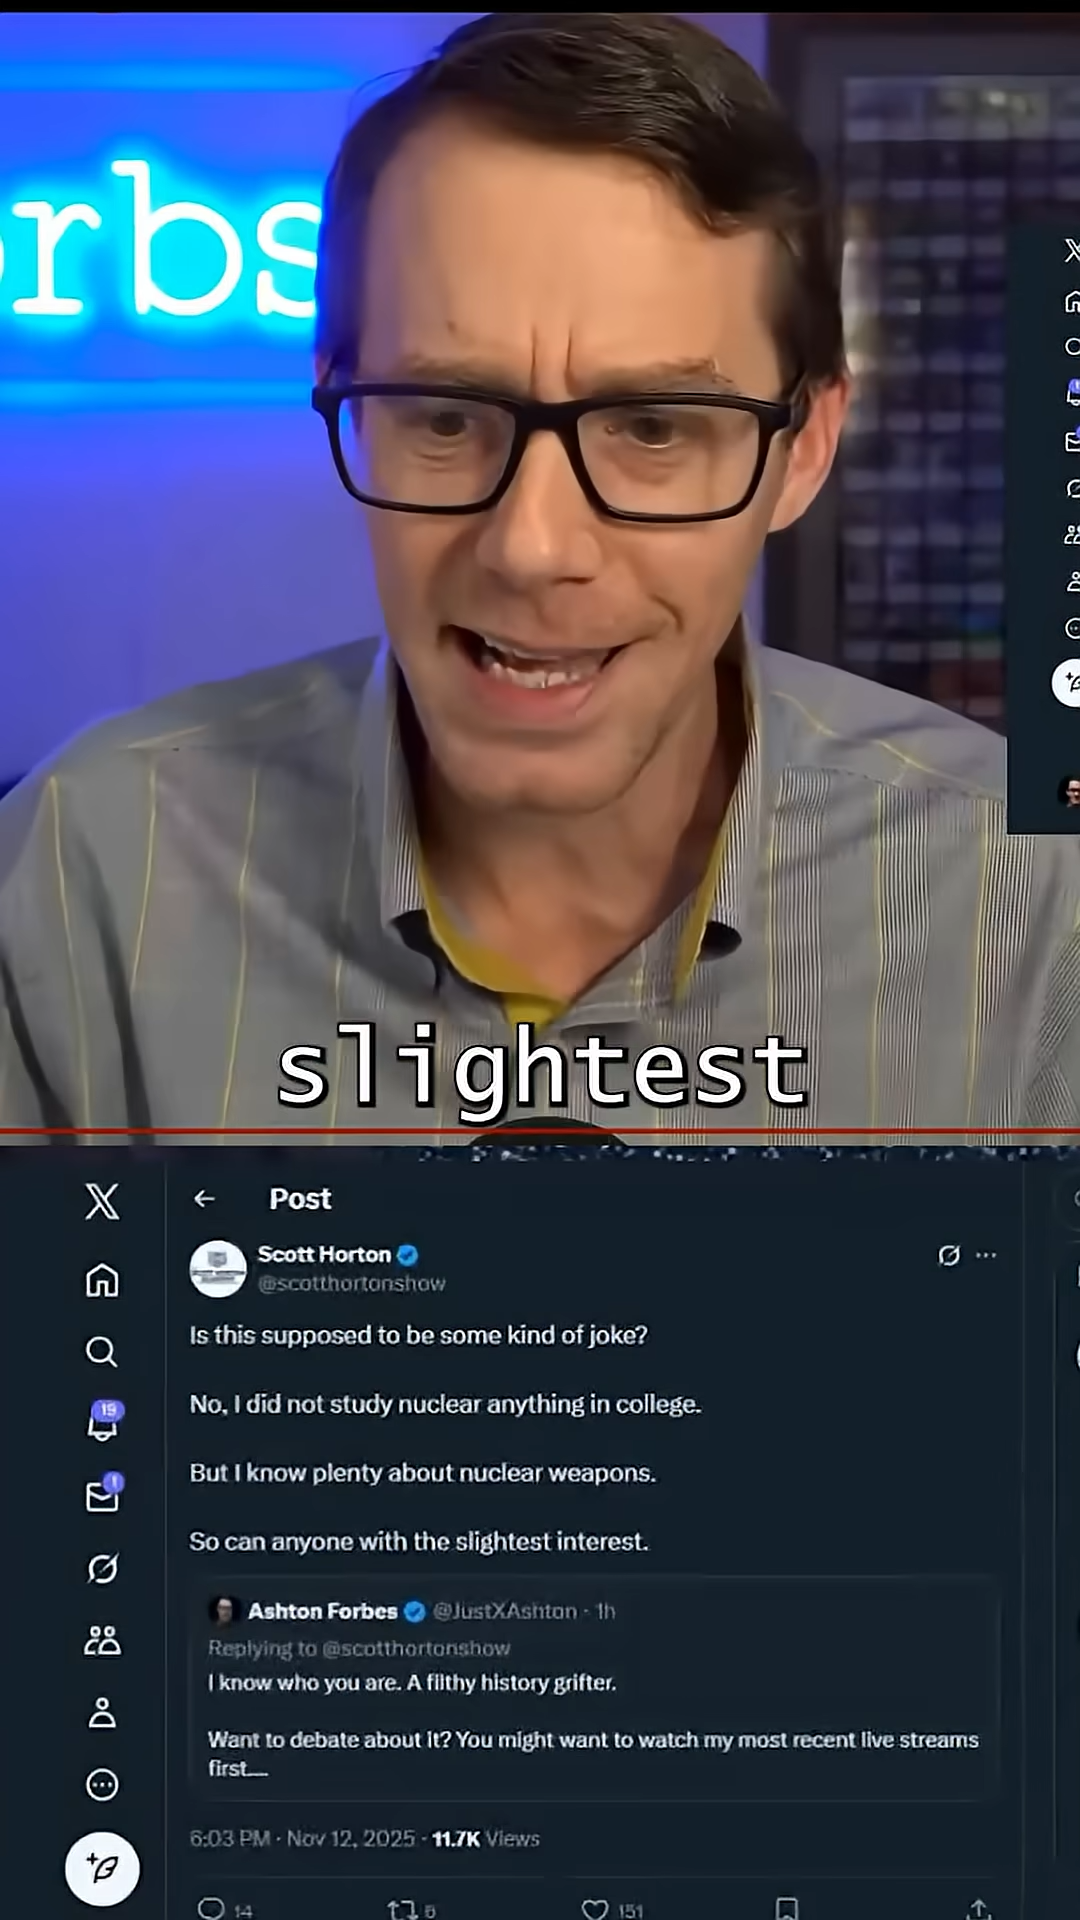 rbs
slightest
Post
Scott Horton
@scotthortonshow
Is this supposed to be some kind of joke?
No, I did not study nuclear anything in college.
But I know plenty about nuclear weapons.
So can anyone with the slightest interest.
Ashton Forbes @JustXAshton · 1h
Replying to @scotthortonshow
I know who you are. A filthy history grifter.
Want to debate about it? You might want to watch my most recent live streams
first....
6:03 PM · Nov 12, 2025 · 11.7K Views
19
1
14
6
151